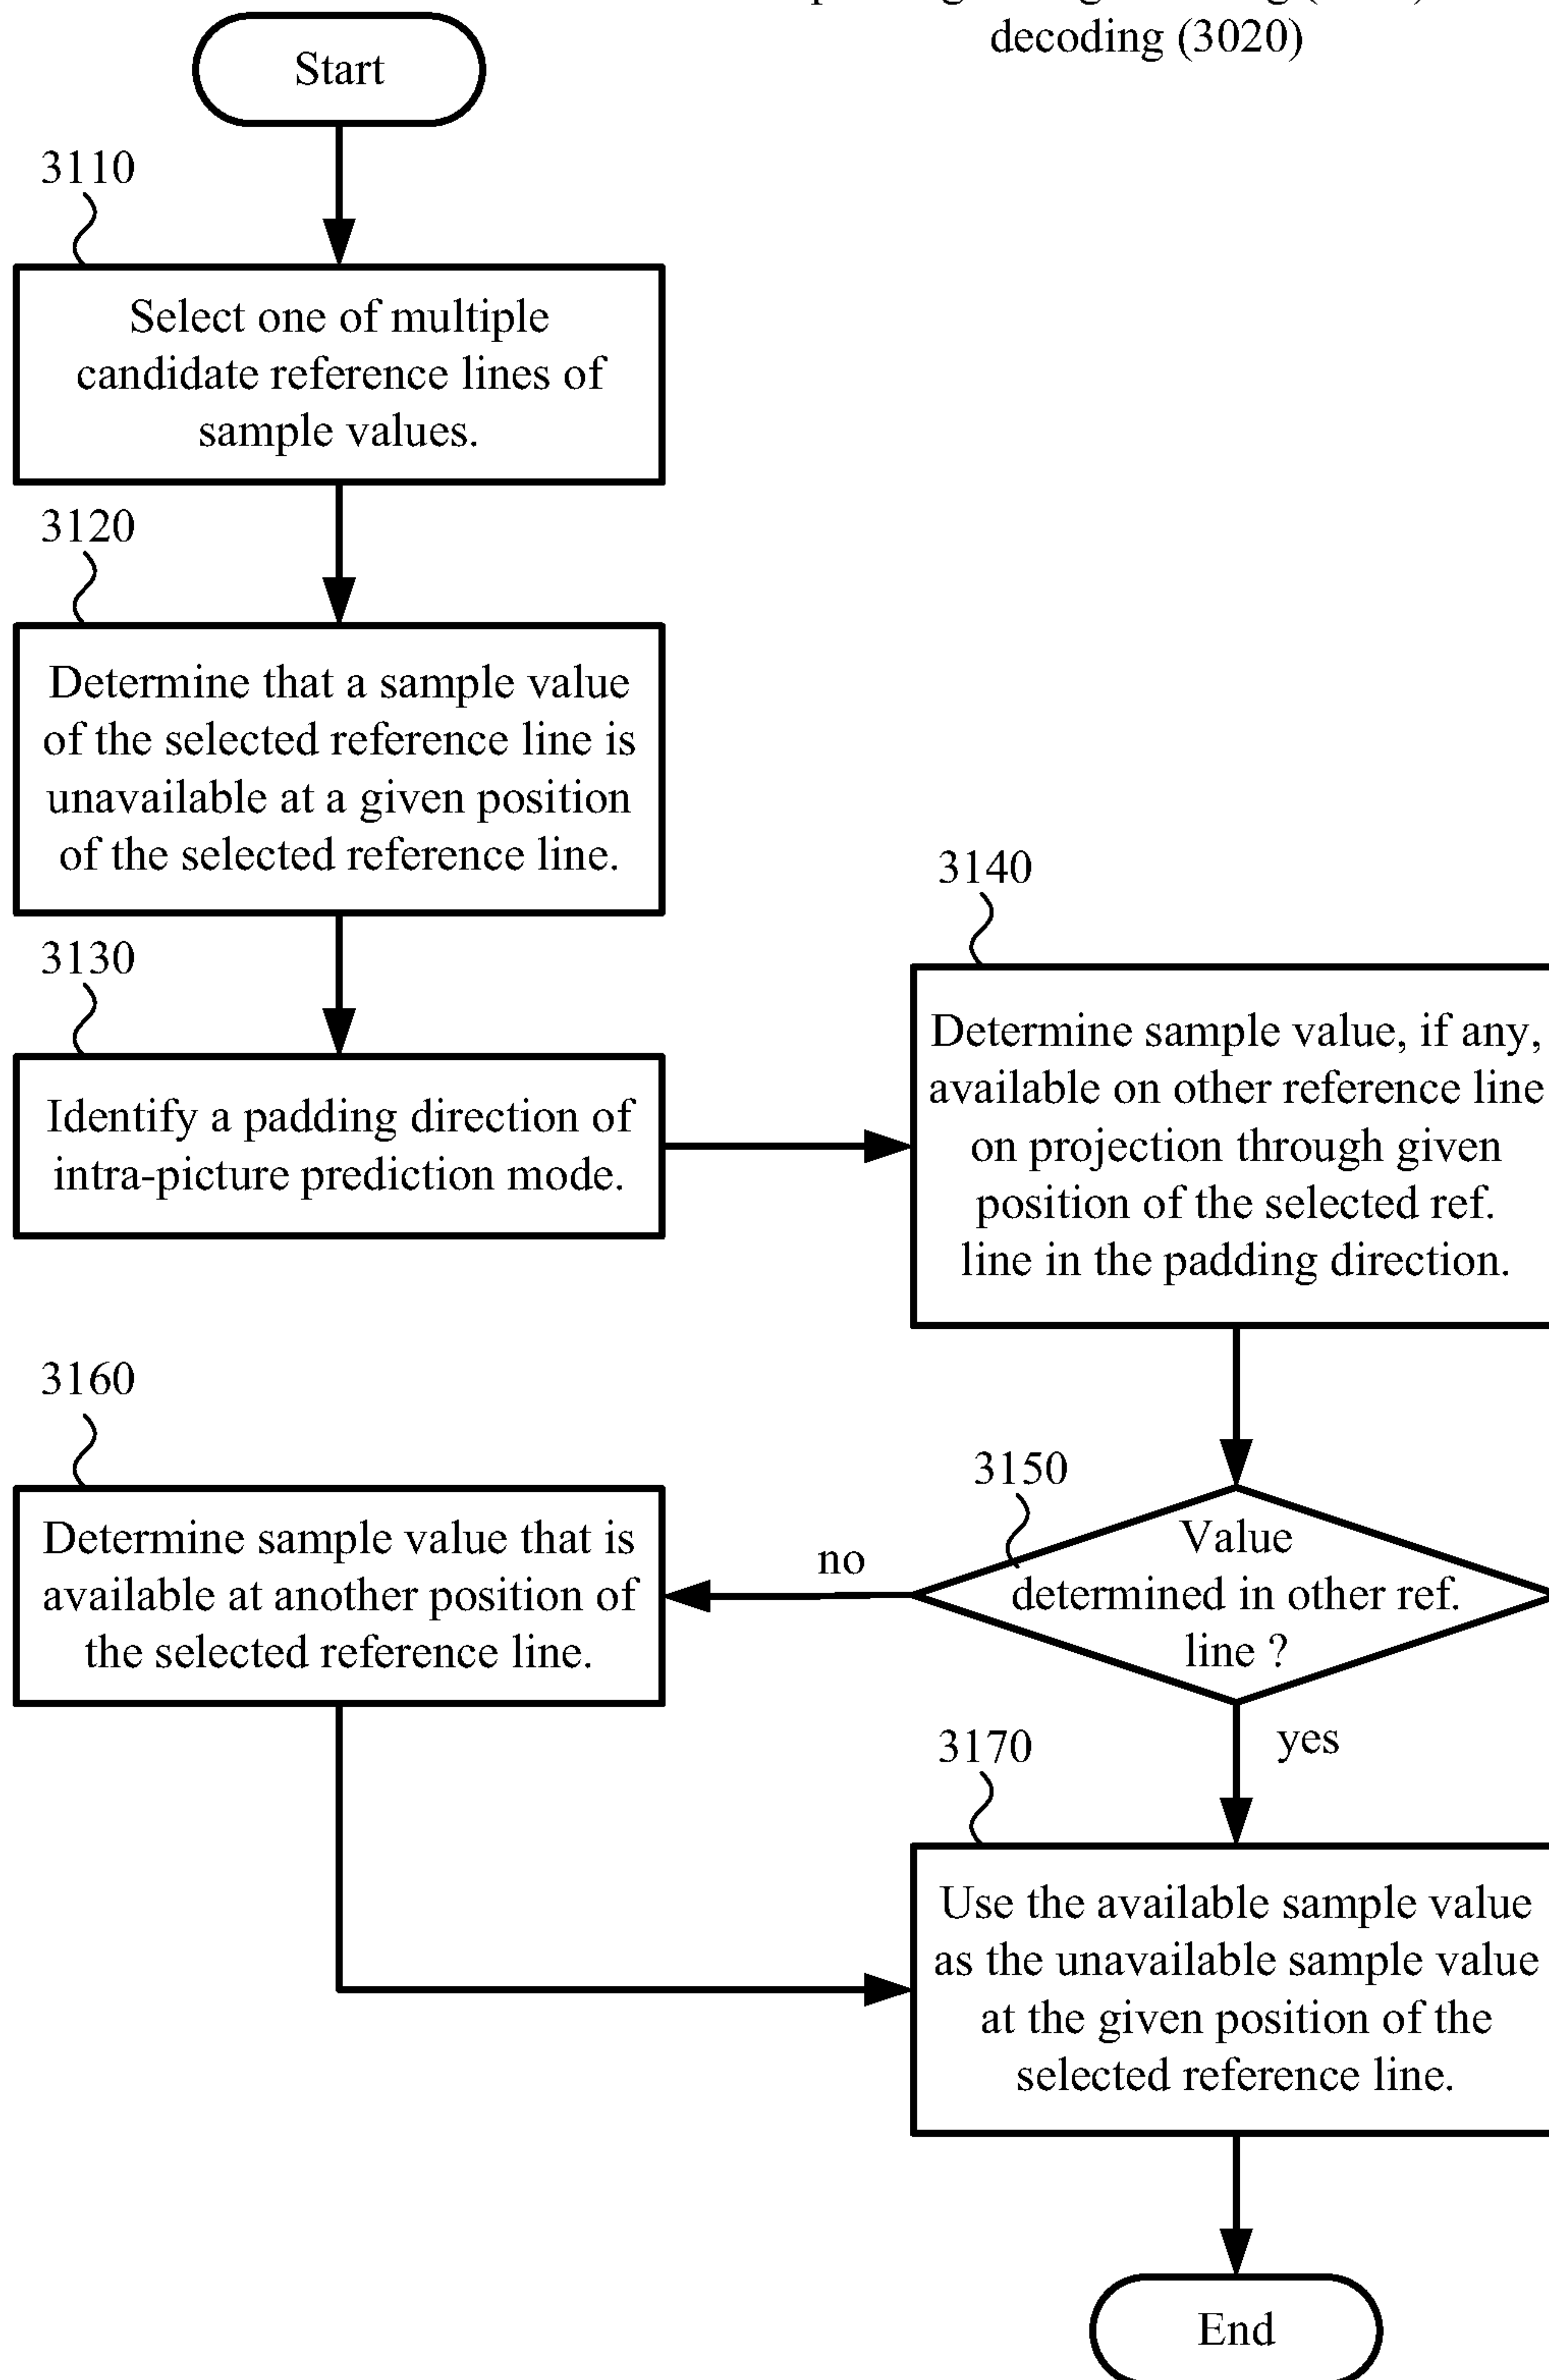 decoding (3020)
Start
3110
Select one of multiple
candidate reference lines of
sample values.
3120
Determine that a sample value
of the selected reference line is
unavailable at a given position
of the selected reference line.
3130
Identify a padding direction of
intra-picture prediction mode.
3140
Determine sample value, if any,
available on other reference line
on projection through given
position of the selected ref.
line in the padding direction.
3150
Value
determined in other ref.
line ?
no
yes
3160
Determine sample value that is
available at another position of
the selected reference line.
3170
Use the available sample value
as the unavailable sample value
at the given position of the
selected reference line.
End